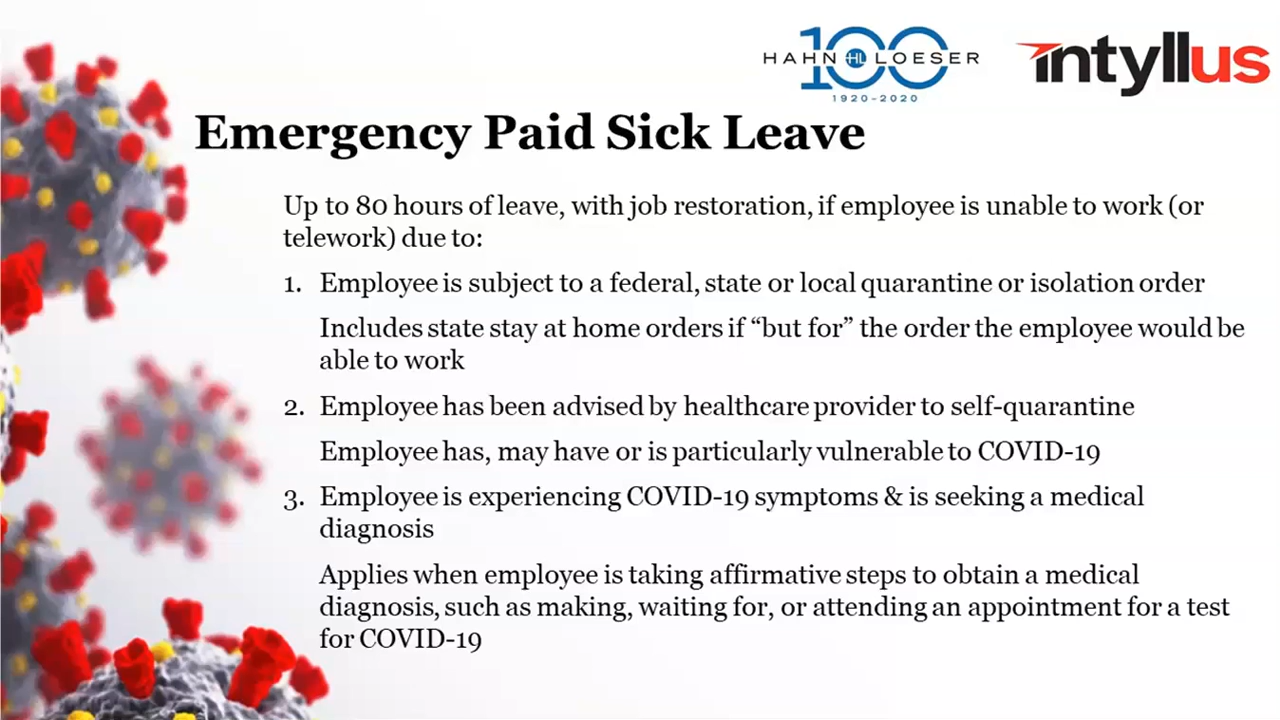 HAHN HL LOESER
100
1920-2020
intyllus
Emergency Paid Sick Leave
Up to 80 hours of leave, with job restoration, if employee is unable to work (or
telework) due to:
1. Employee is subject to a federal, state or local quarantine or isolation order
Includes state stay at home orders if “but for” the order the employee would be
able to work
2. Employee has been advised by healthcare provider to self-quarantine
Employee has, may have or is particularly vulnerable to COVID-19
3. Employee is experiencing COVID-19 symptoms & is seeking a medical
diagnosis
Applies when employee is taking affirmative steps to obtain a medical
diagnosis, such as making, waiting for, or attending an appointment for a test
for COVID-19